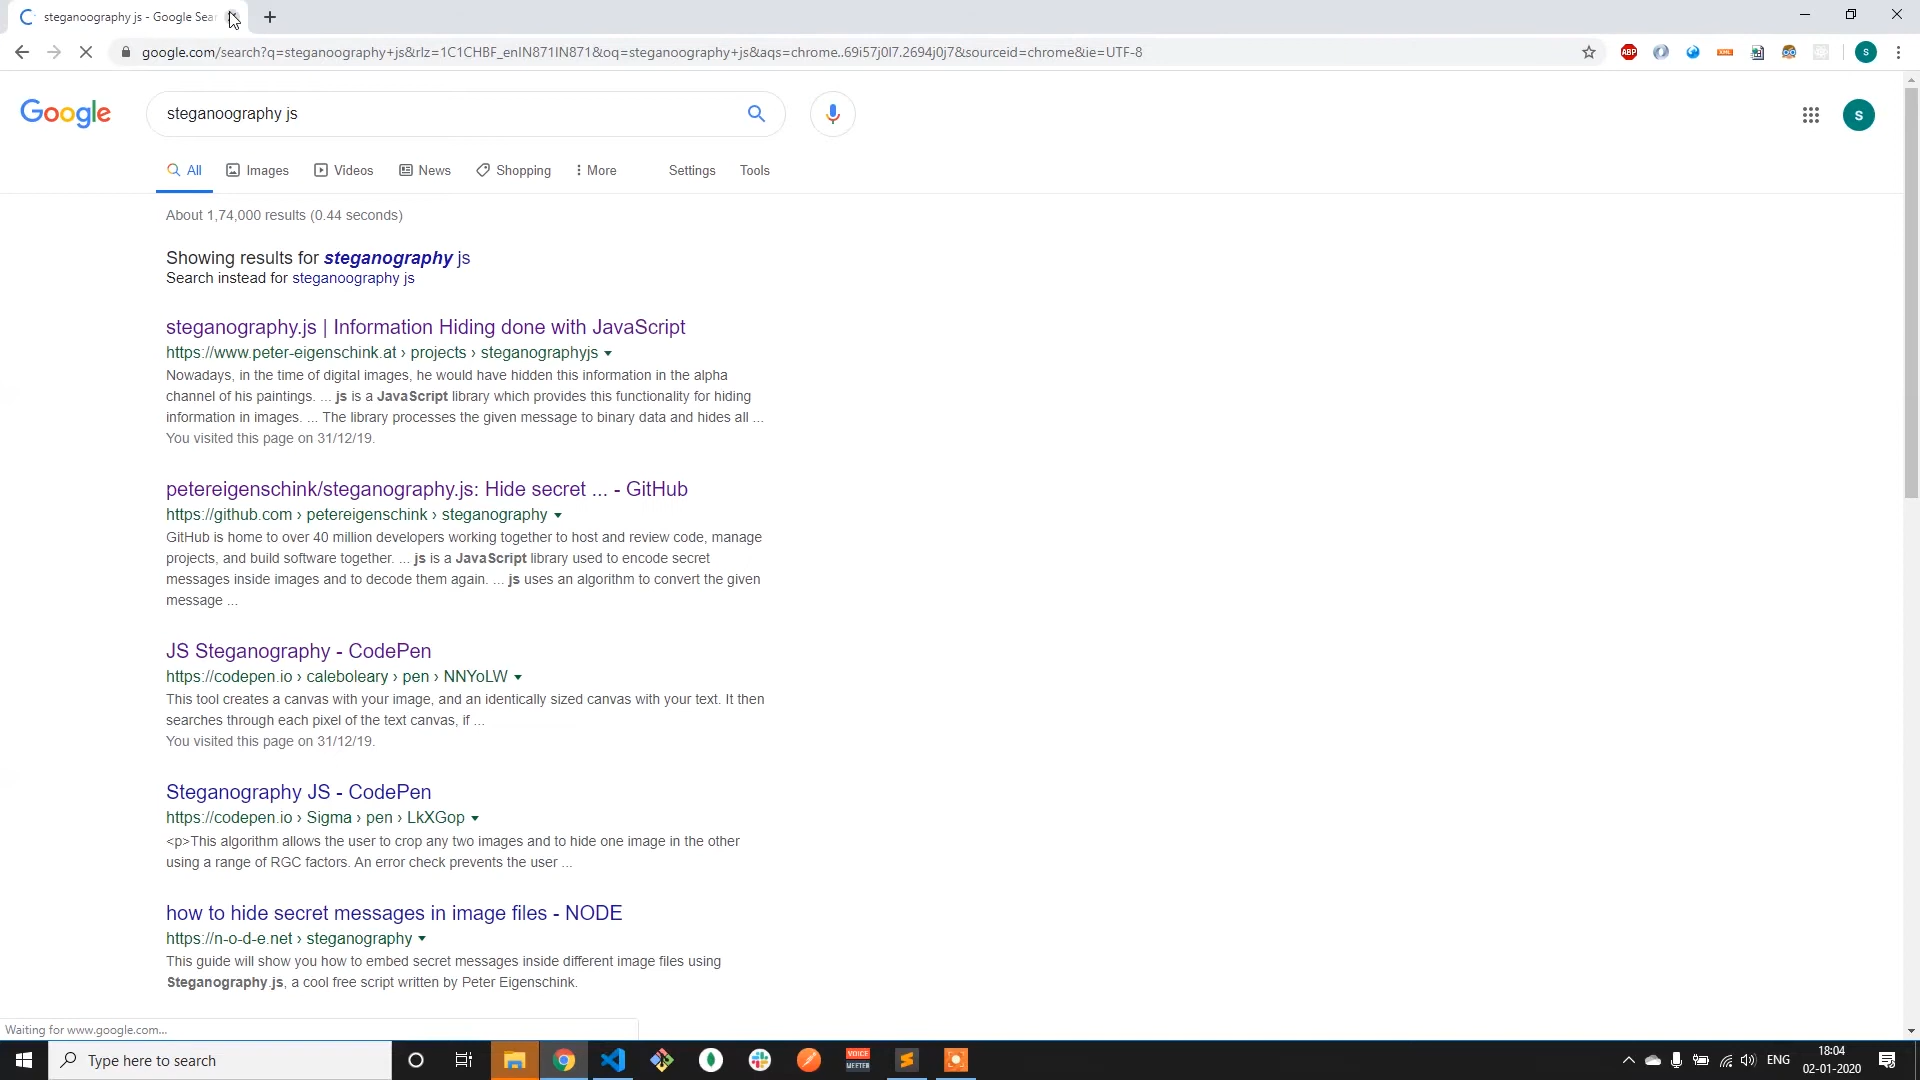 steganoography js - Google Sear
google.com/search?q=steganoography+js&rlz=1C1CHBF_enIN871IN871&oq=steganoography+js&aqs=chrome..69i57j0l7.2694j0j7&sourceid=chrome&ie=UTF-8
ABP
S
Google
steganoography js
S
All
Images
Videos
News
Shopping
More
Settings
Tools
About 1,74,000 results (0.44 seconds)
Showing results for steganography js
Search instead for steganoography js
steganography.js | Information Hiding done with JavaScript
https://www.peter-eigenschink.at › projects › steganographyjs
Nowadays, in the time of digital images, he would have hidden this information in the alpha
channel of his paintings. ... js is a JavaScript library which provides this functionality for hiding
information in images. ... The library processes the given message to binary data and hides all ...
You visited this page on 31/12/19.
petereigenschink/steganography.js: Hide secret ... - GitHub
https://github.com › petereigenschink › steganography
GitHub is home to over 40 million developers working together to host and review code, manage
projects, and build software together. ... js is a JavaScript library used to encode secret
messages inside images and to decode them again. ... js uses an algorithm to convert the given
message ...
JS Steganography - CodePen
https://codepen.io › caleboleary › pen › NNYoLW
This tool creates a canvas with your image, and an identically sized canvas with your text. It then
searches through each pixel of the text canvas, if ...
You visited this page on 31/12/19.
Steganography JS - CodePen
https://codepen.io › Sigma › pen › LkXGop
<p>This algorithm allows the user to crop any two images and to hide one image in the other
using a range of RGC factors. An error check prevents the user ...
how to hide secret messages in image files - NODE
https://n-o-d-e.net › steganography
This guide will show you how to embed secret messages inside different image files using
Steganography.js, a cool free script written by Peter Eigenschink.
Waiting for www.google.com...
Type here to search
VOICE
MEETER
ENG
18:04
02-01-2020